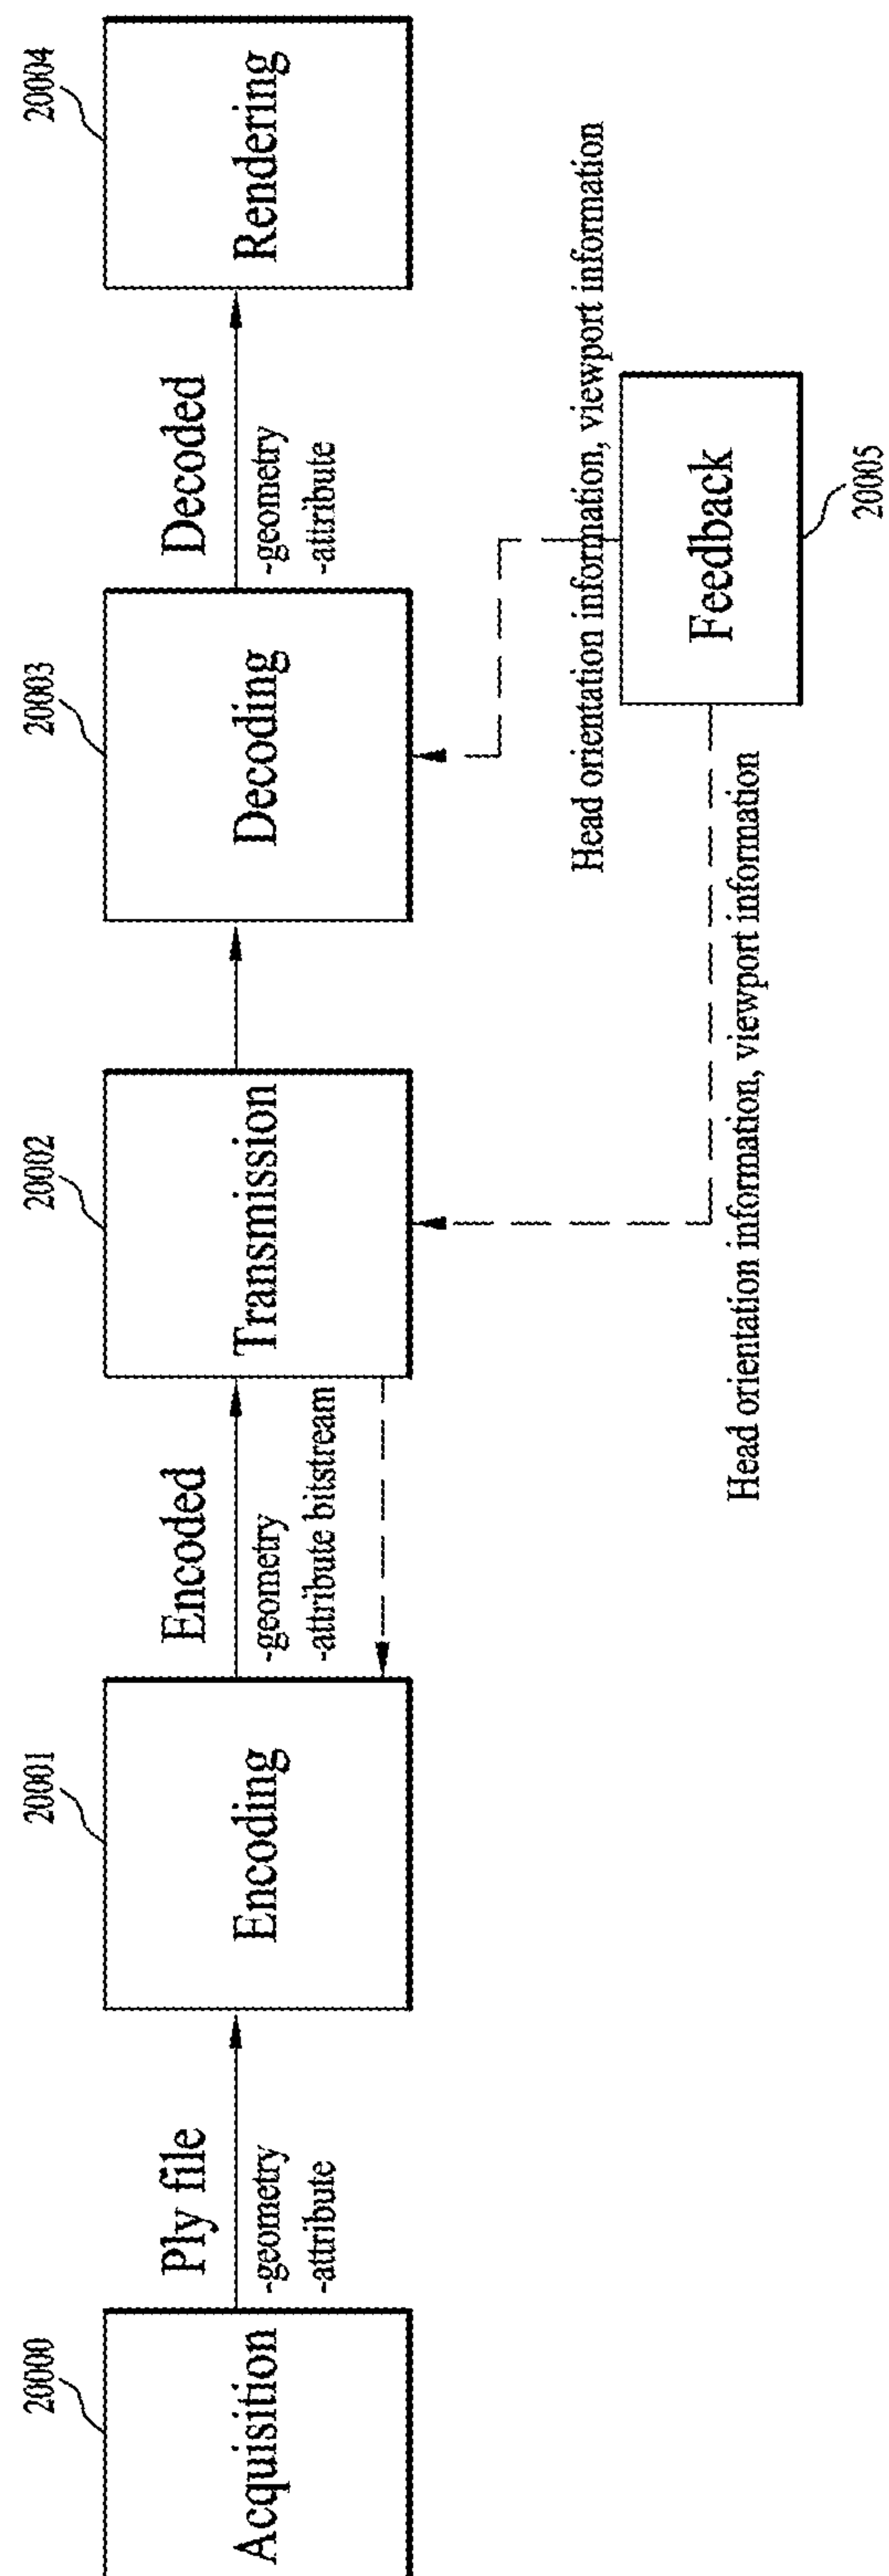 20000
Acquisition
Ply file
-geometry
-attribute
20001
Encoding
Encoded
-geometry
-attribute bitstream
20002
Transmission
20003
Decoding
Decoded
-geometry
-attribute
20004
Rendering
Head orientation information, viewport information
Feedback
20005
Head orientation information, viewport information